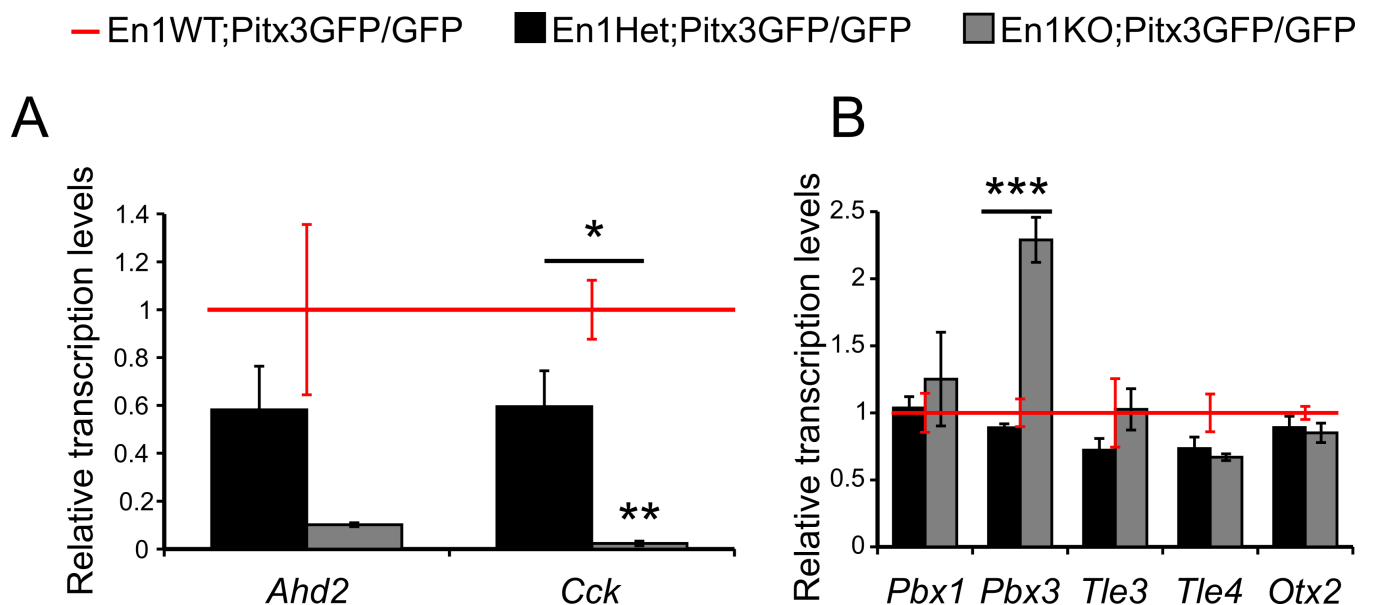 En1WT;Pitx3GFP/GFP En1Het;Pitx3GFP/GFP En1KO;Pitx3GFP/GFP
A
Relative transcription levels
1.4
1.2
1
0.8
0.6
0.4
0.2
0
*
**
Ahd2 Cck
B
Relative transcription levels
2.5
2
1.5
1
0.5
0
***
Pbx1 Pbx3 Tle3 Tle4 Otx2